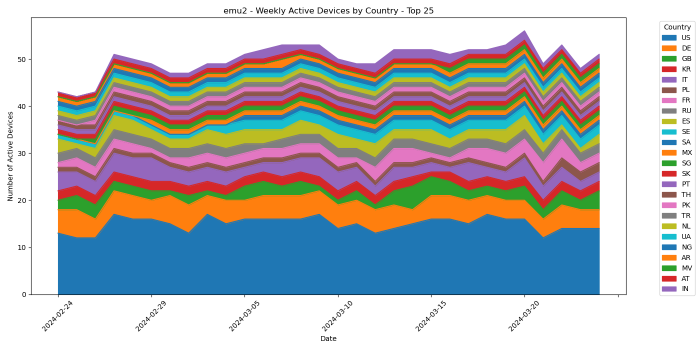 emu2 - Weekly Active Devices by Country - Top 25
Number of Active Devices
50
40
30
20
10
0
2024-02-24
2024-02-29
2024-03-05
2024-03-10
2024-03-15
2024-03-20
Date
Country
US
DE
GB
KR
IT
PL
FR
RU
ES
SE
SA
MX
SG
SK
PT
TH
PK
TR
NL
UA
NG
AR
MV
AT
IN